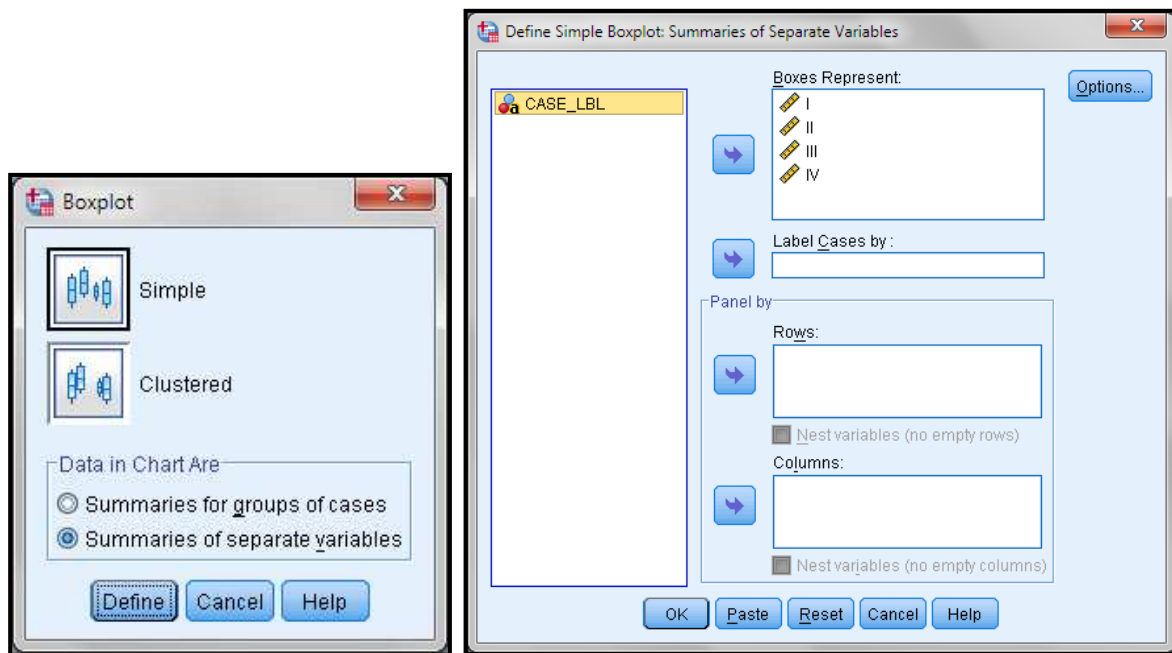 Boxplot
Simple
Clustered
Data in Chart Are
Summaries for groups of cases
Summaries of separate variables
Define Cancel Help
Define Simple Boxplot: Summaries of Separate Variables
a CASE_LBL
Boxes Represent:
I
II
III
IV
Options...
Label Cases by :
Panel by
Rows:
Nest variables (no empty rows)
Columns:
Nest variables (no empty columns)
OK Paste Reset Cancel Help